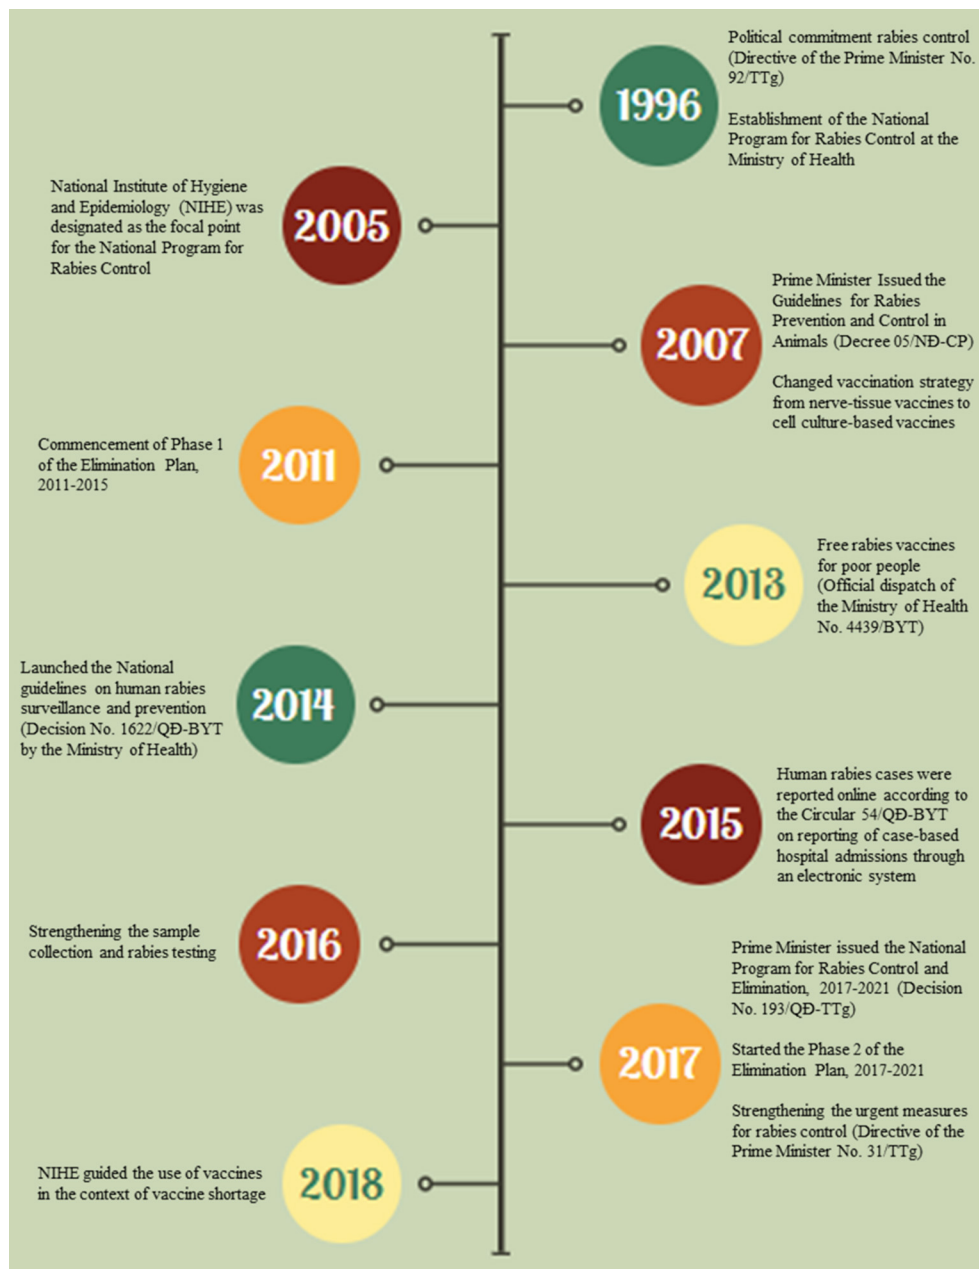 1996
Political commitment rabies control
(Directive of the Prime Minister No.
92/TTg)
Establishment of the National
Program for Rabies Control at the
Ministry of Health
2005
National Institute of Hygiene
and Epidemiology (NIHE) was
designated as the focal point
for the National Program for
Rabies Control
2007
Prime Minister Issued the
Guidelines for Rabies
Prevention and Control in
Animals (Decree 05/NĐ-CP)
Changed vaccination strategy
from nerve-tissue vaccines to
cell culture-based vaccines
2011
Commencement of Phase 1
of the Elimination Plan,
2011-2015
2013
Free rabies vaccines
for poor people
(Official dispatch of
the Ministry of Health
No. 4439/BYT)
2014
Launched the National
guidelines on human rabies
surveillance and prevention
(Decision No. 1622/QĐ-BYT
by the Ministry of Health)
2015
Human rabies cases were
reported online according to
the Circular 54/QĐ-BYT
on reporting of case-based
hospital admissions through
an electronic system
2016
Strengthening the sample
collection and rabies testing
2017
Prime Minister issued the National
Program for Rabies Control and
Elimination, 2017-2021 (Decision
No. 193/QĐ-TTg)
Started the Phase 2 of the
Elimination Plan, 2017-2021
Strengthening the urgent measures
for rabies control (Directive of the
Prime Minister No. 31/TTg)
2018
NIHE guided the use of vaccines
in the context of vaccine shortage